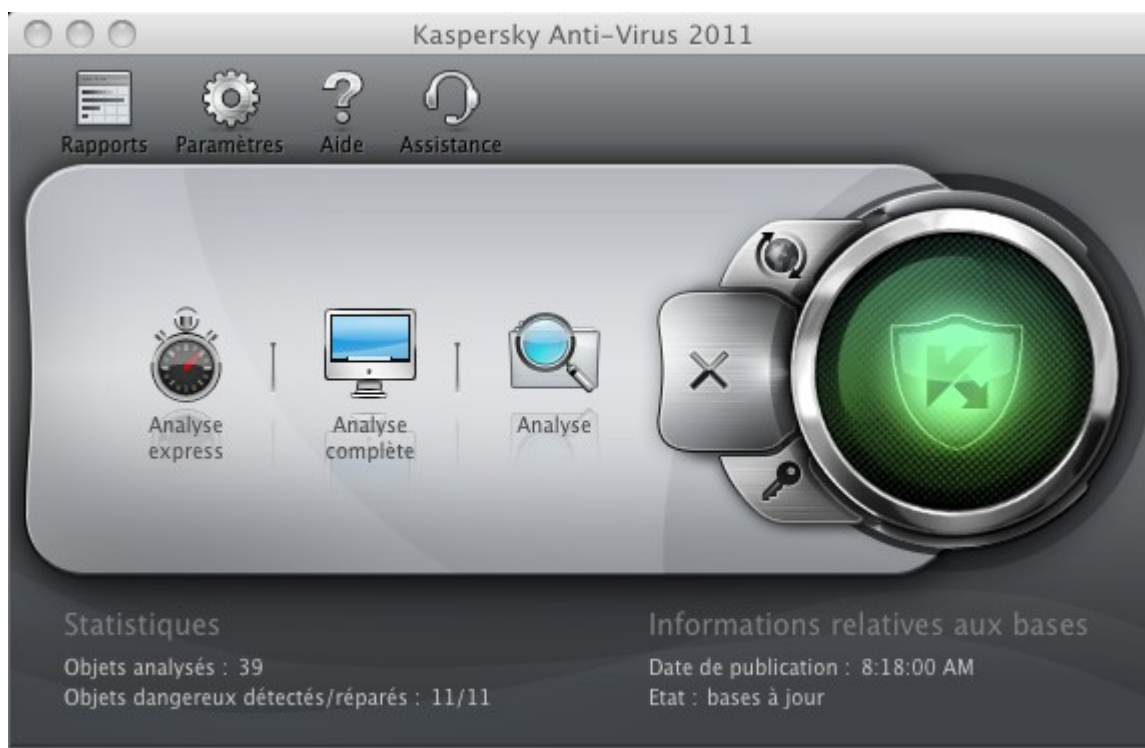 Kaspersky Anti-Virus 2011
Rapports Paramètres Aide Assistance
Analyse express
Analyse complète
Analyse
Statistiques
Objets analysés : 39
Objets dangereux détectés/réparés : 11/11
Informations relatives aux bases
Date de publication : 8:18:00 AM
Etat : bases à jour